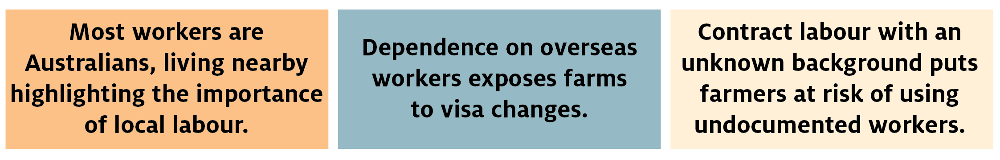 Most workers are
Australians, living nearby
highlighting the importance
of local labour.
Dependence on overseas
workers exposes farms
to visa changes.
Contract labour with an
unknown background puts
farmers at risk of using
undocumented workers.